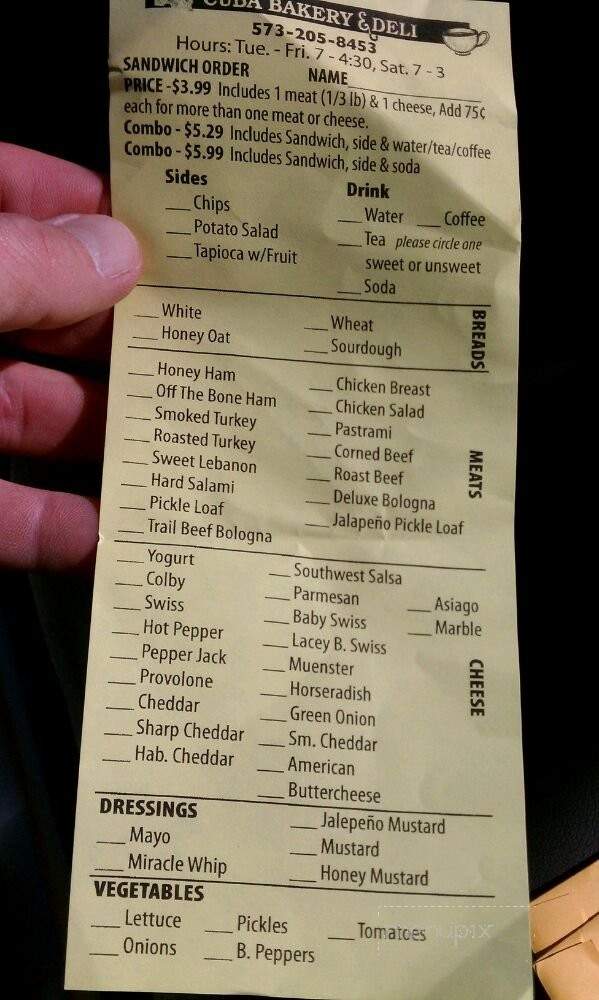 CUBA BAKERY & DELI
573-205-8453
Hours: Tue. - Fri. 7 - 4:30, Sat. 7 - 3
SANDWICH ORDER NAME
PRICE -$3.99 Includes 1 meat (1/3 lb) & 1 cheese, Add 75¢
each for more than one meat or cheese.
Combo - $5.29 Includes Sandwich, side & water/tea/coffee
Combo - $5.99 Includes Sandwich, side & soda
Sides
Chips
Potato Salad
Tapioca w/Fruit
Drink
Water Coffee
Tea please circle one
sweet or unsweet
Soda
BREADS
White
Honey Oat
Wheat
Sourdough
MEATS
Honey Ham
Off The Bone Ham
Smoked Turkey
Roasted Turkey
Sweet Lebanon
Hard Salami
Pickle Loaf
Trail Beef Bologna
Chicken Breast
Chicken Salad
Pastrami
Corned Beef
Roast Beef
Deluxe Bologna
Jalapeño Pickle Loaf
CHEESE
Yogurt
Colby
Swiss
Hot Pepper
Pepper Jack
Provolone
Cheddar
Sharp Cheddar
Hab. Cheddar
Southwest Salsa
Parmesan
Baby Swiss
Lacey B. Swiss
Muenster
Horseradish
Green Onion
Sm. Cheddar
American
Buttercheese
Asiago
Marble
DRESSINGS
Mayo
Miracle Whip
Jalepeño Mustard
Mustard
Honey Mustard
VEGETABLES
Lettuce Pickles Tomatoes
Onions B. Peppers